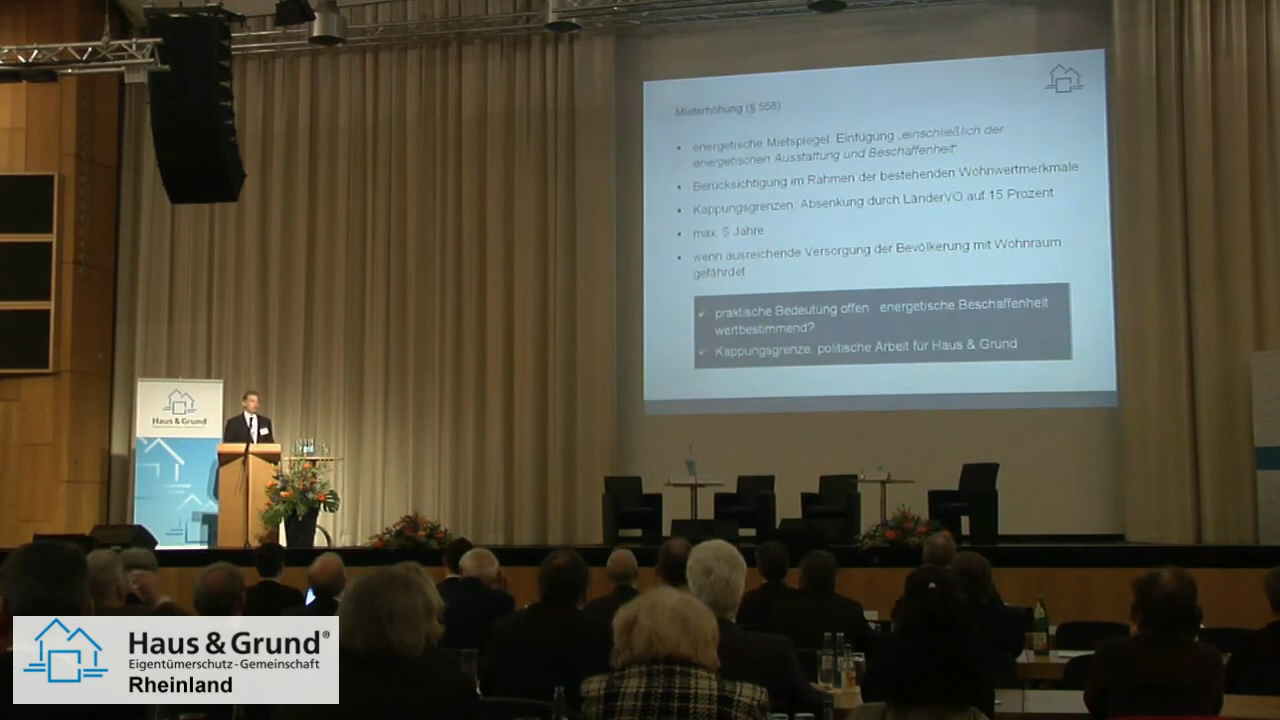 Mieterhöhung (§ 558)
• energetische Mietspiegel: Einfügung „einschließlich der
energetischen Ausstattung und Beschaffenheit“
• Berücksichtigung im Rahmen der bestehenden Wohnwertmerkmale
• Kappungsgrenzen: Absenkung durch LänderVO auf 15 Prozent
• max. 5 Jahre
• wenn ausreichende Versorgung der Bevölkerung mit Wohnraum
gefährdet
✓ praktische Bedeutung offen: energetische Beschaffenheit
wertbestimmend?
✓ Kappungsgrenze: politische Arbeit für Haus & Grund
Haus & Grund
Haus & Grund®
Eigentümerschutz-Gemeinschaft
Rheinland